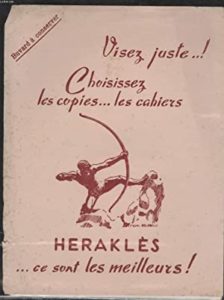 Buvard à conserver
Visez juste..!
Choisissez
les copies... les cahiers
HERAKLÈS
...ce sont les meilleurs!